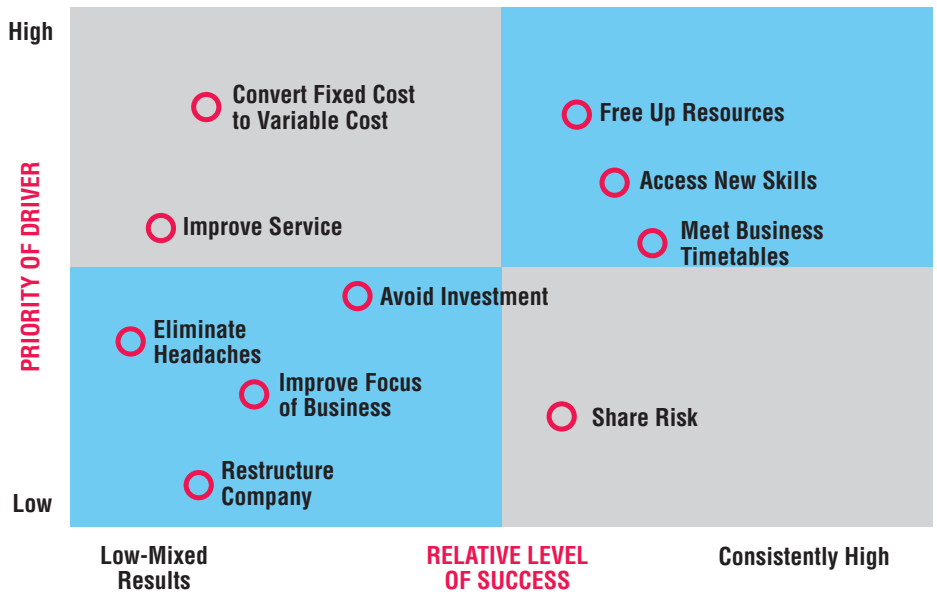 High
Convert Fixed Cost
to Variable Cost
Free Up Resources
Access New Skills
Improve Service
Meet Business
Timetables
PRIORITY OF DRIVER
Avoid Investment
Eliminate
Headaches
Improve Focus
of Business
Share Risk
Restructure
Company
Low
Low-Mixed
Results
RELATIVE LEVEL
OF SUCCESS
Consistently High